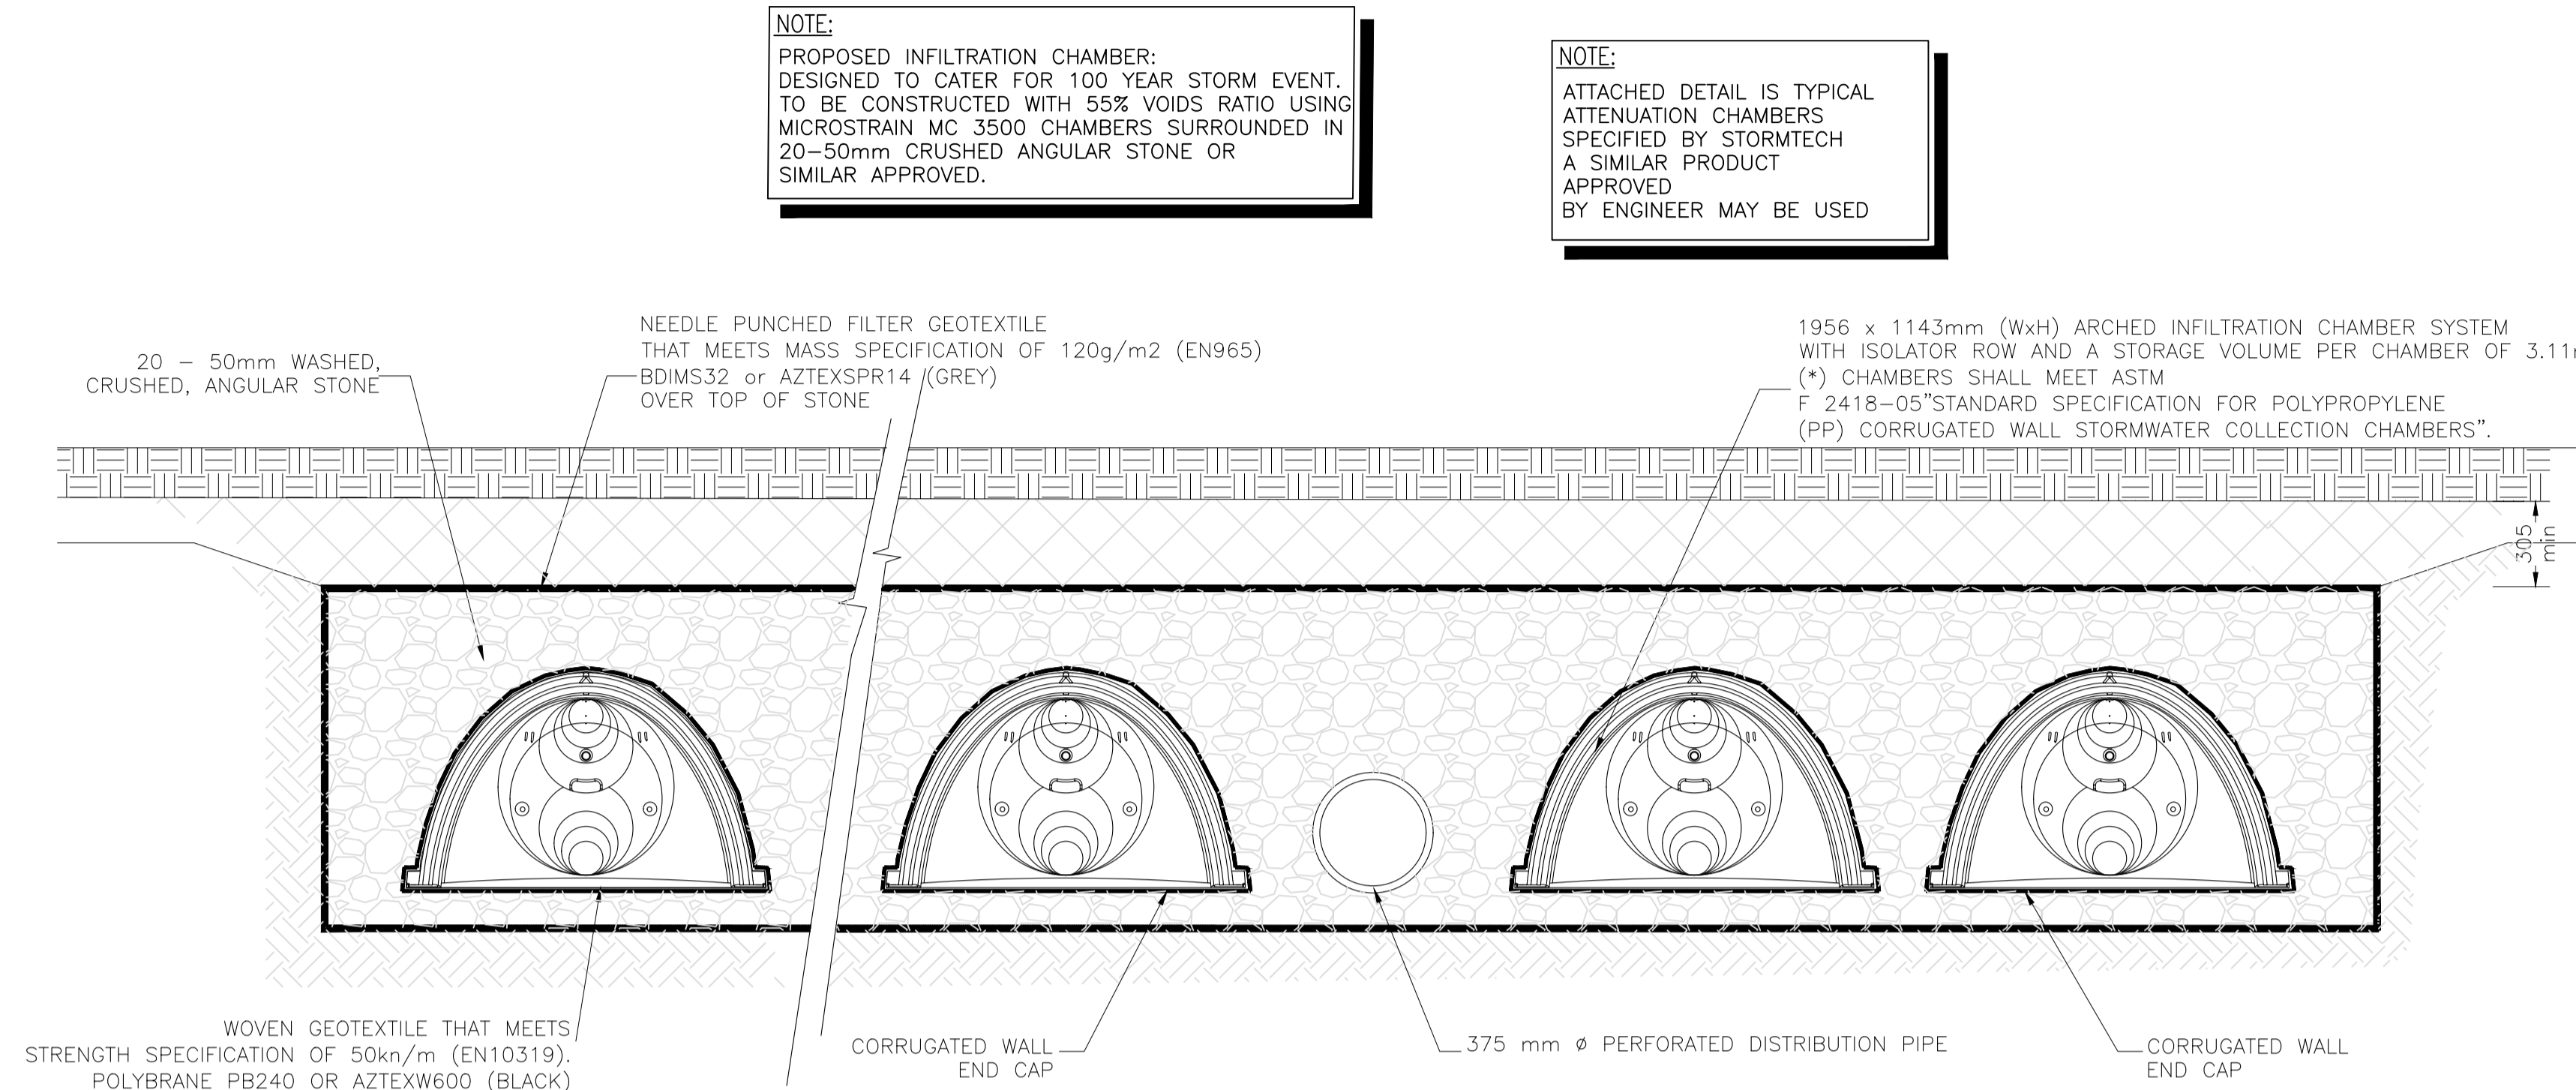 NOTE:
PROPOSED INFILTRATION CHAMBER:
DESIGNED TO CATER FOR 100 YEAR STORM EVENT.
TO BE CONSTRUCTED WITH 55% VOIDS RATIO USING
MICROSTRAIN MC 3500 CHAMBERS SURROUNDED IN
20-50mm CRUSHED ANGULAR STONE OR
SIMILAR APPROVED.
NOTE:
ATTACHED DETAIL IS TYPICAL
ATTENUATION CHAMBERS
SPECIFIED BY STORMTECH
A SIMILAR PRODUCT
APPROVED
BY ENGINEER MAY BE USED
20 - 50mm WASHED,
CRUSHED, ANGULAR STONE
NEEDLE PUNCHED FILTER GEOTEXTILE
THAT MEETS MASS SPECIFICATION OF 120g/m2 (EN965)
BDIMS32 or AZTEXSPR14 (GREY)
OVER TOP OF STONE
1956 x 1143mm (WxH) ARCHED INFILTRATION CHAMBER SYSTEM
WITH ISOLATOR ROW AND A STORAGE VOLUME PER CHAMBER OF 3.11
(*) CHAMBERS SHALL MEET ASTM
F 2418-05"STANDARD SPECIFICATION FOR POLYPROPYLENE
(PP) CORRUGATED WALL STORMWATER COLLECTION CHAMBERS".
305
min
WOVEN GEOTEXTILE THAT MEETS
STRENGTH SPECIFICATION OF 50kn/m (EN10319).
POLYBRANE PB240 OR AZTEXW600 (BLACK)
CORRUGATED WALL
END CAP
375 mm Ø PERFORATED DISTRIBUTION PIPE
CORRUGATED WALL
END CAP